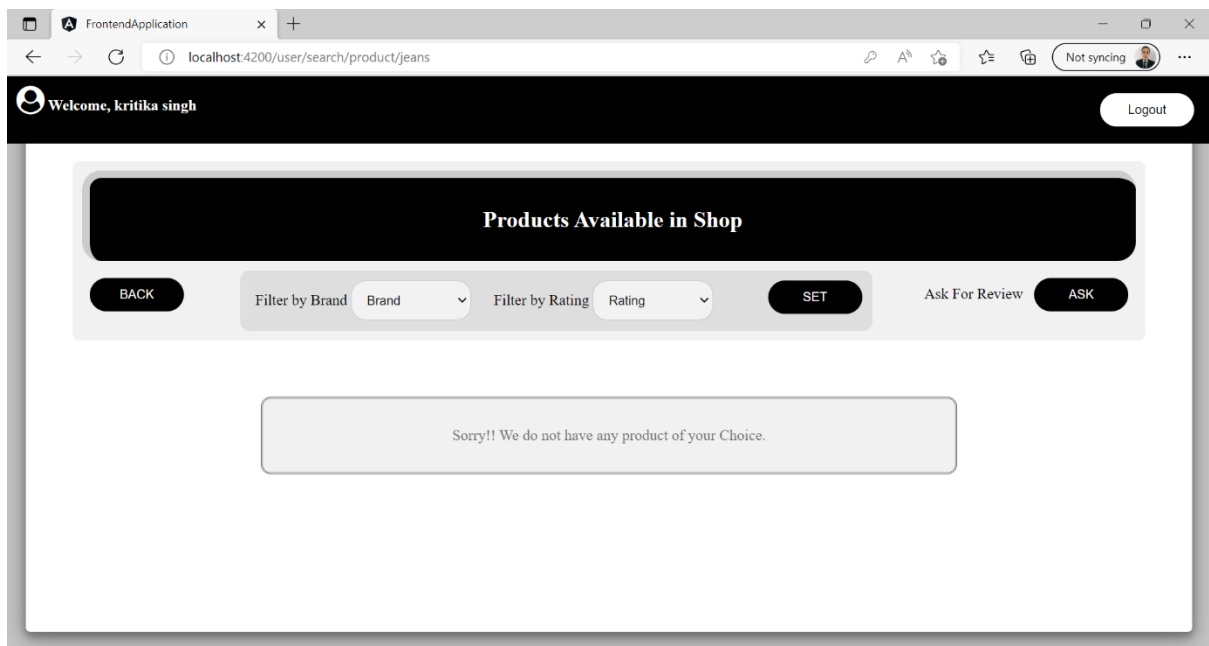 FrontendApplication
localhost:4200/user/search/product/jeans
Not syncing
Welcome, kritika singh
Logout
Products Available in Shop
BACK
Filter by Brand Brand Filter by Rating Rating SET
Ask For Review ASK
Sorry!! We do not have any product of your Choice.